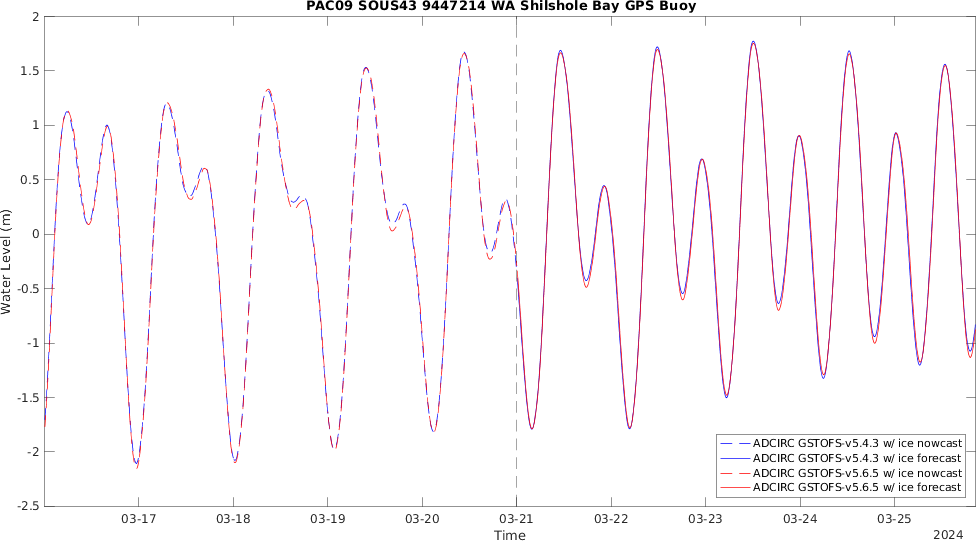 PAC09 SOUS43 9447214 WA Shilshole Bay GPS Buoy
2
1.5
1
0.5
0
-0.5
-1
-1.5
-2
-2.5
Water Level (m)
ADCIRC GSTOFS-v5.4.3 w/ ice nowcast
ADCIRC GSTOFS-v5.4.3 w/ ice forecast
ADCIRC GSTOFS-v5.6.5 w/ ice nowcast
ADCIRC GSTOFS-v5.6.5 w/ ice forecast
03-17 03-18 03-19 03-20 03-21 03-22 03-23 03-24 03-25
Time
2024